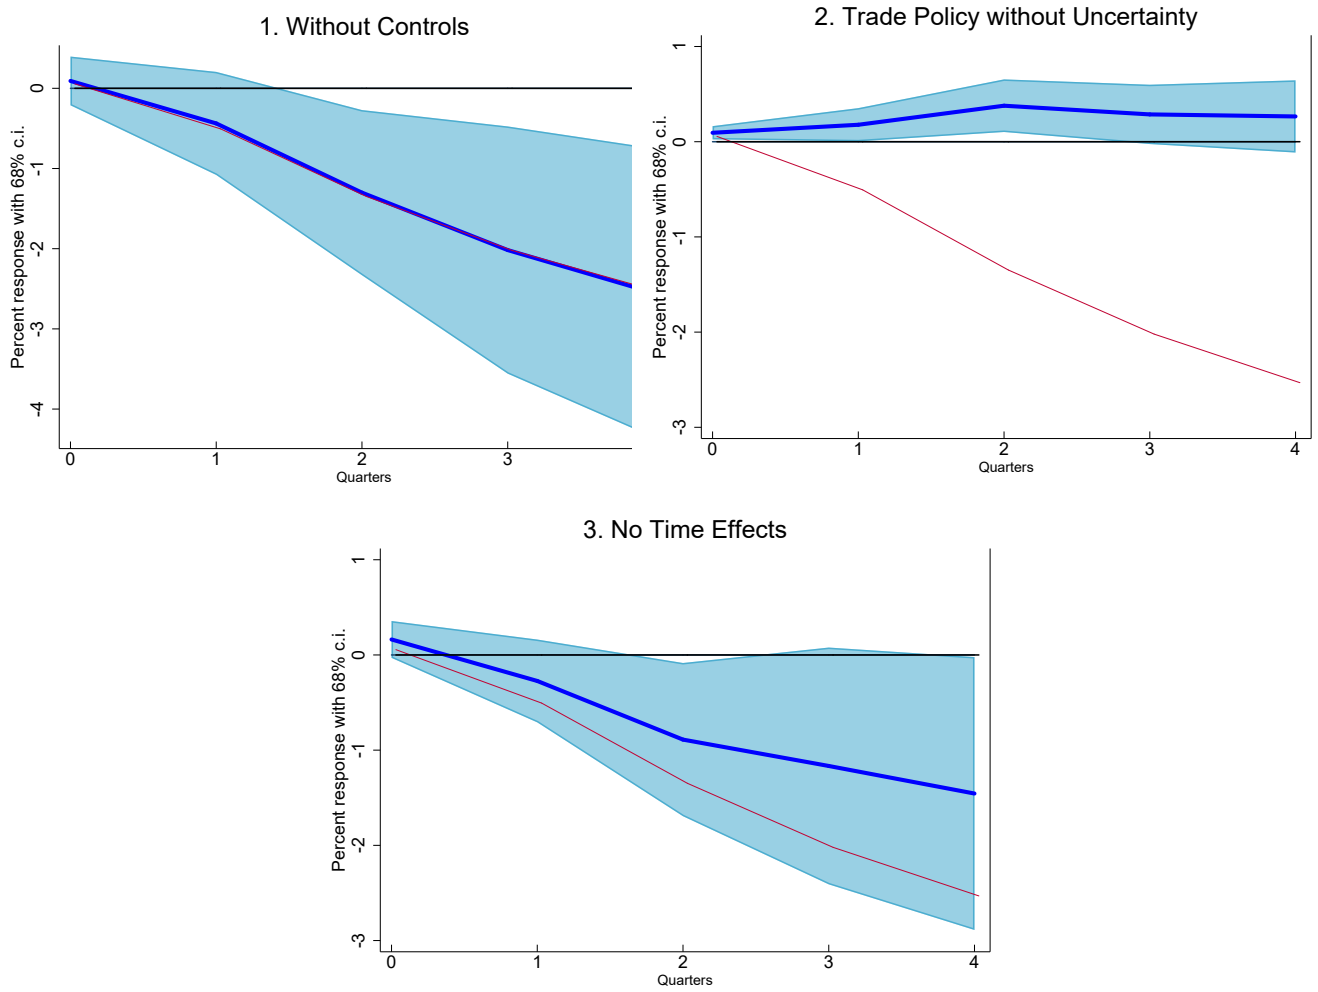 1. Without Controls
Percent response with 68% c.i.
0
-1
-2
-3
-4
0 1 2 3
Quarters
2. Trade Policy without Uncertainty
Percent response with 68% c.i.
1
0
-1
-2
-3
0 1 2 3 4
Quarters
3. No Time Effects
Percent response with 68% c.i.
1
0
-1
-2
-3
0 1 2 3 4
Quarters